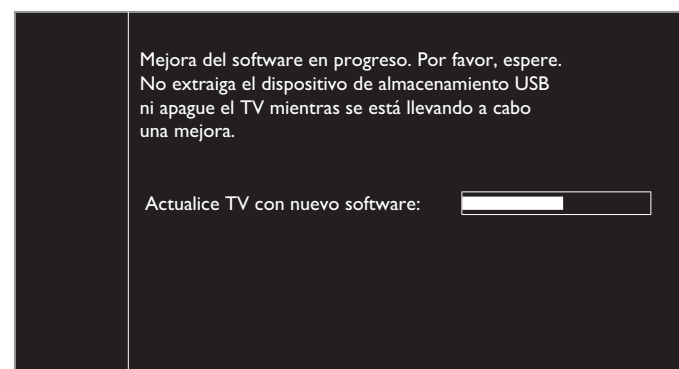 Mejora del software en progreso. Por favor, espere.
No extraiga el dispositivo de almacenamiento USB
ni apague el TV mientras se está llevando a cabo
una mejora.
Actualice TV con nuevo software: